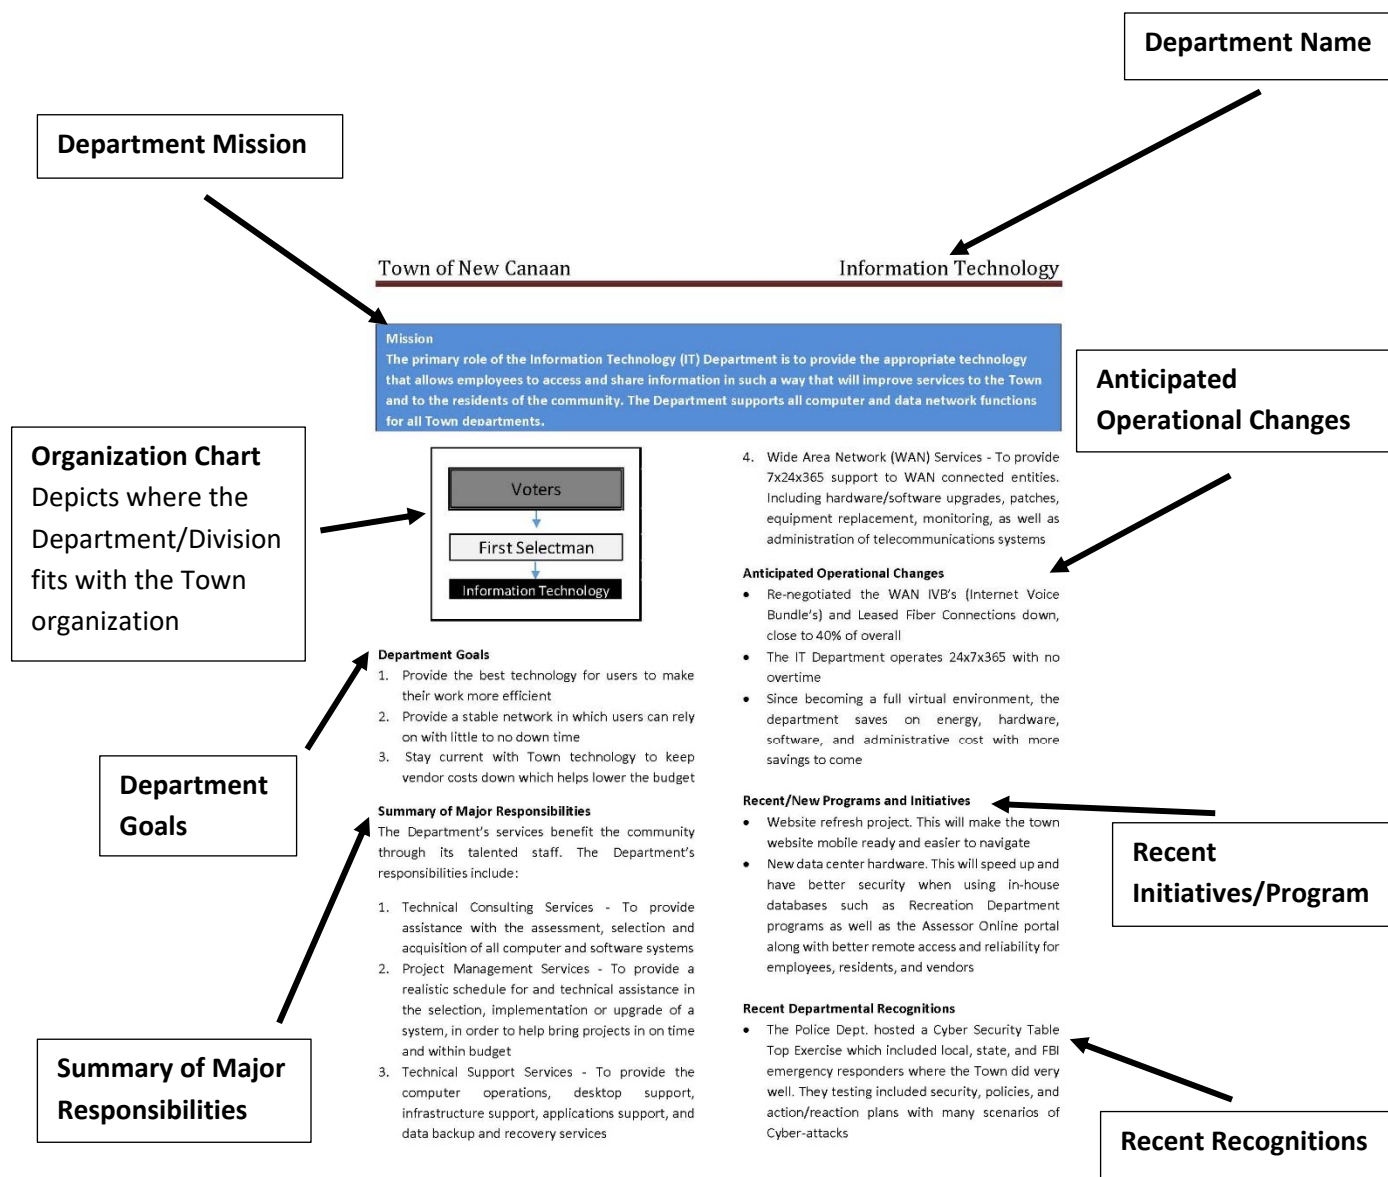 Department Name
Department Mission
Town of New Canaan
Information Technology
Mission
The primary role of the Information Technology (IT) Department is to provide the appropriate technology
that allows employees to access and share information in such a way that will improve services to the Town
and to the residents of the community. The Department supports all computer and data network functions
for all Town departments.
Anticipated
Operational Changes
Organization Chart
Depicts where the
Department/Division
fits with the Town
organization
Voters
First Selectman
Information Technology
Department Goals
1. Provide the best technology for users to make
their work more efficient
2. Provide a stable network in which users can rely
on with little to no down time
3. Stay current with Town technology to keep
vendor costs down which helps lower the budget
Department
Goals
Summary of Major Responsibilities
The Department's services benefit the community
through its talented staff. The Department's
responsibilities include:
1. Technical Consulting Services - To provide
assistance with the assessment, selection and
acquisition of all computer and software systems
2. Project Management Services - To provide a
realistic schedule for and technical assistance in
the selection, implementation or upgrade of a
system, in order to help bring projects in on time
and within budget
3. Technical Support Services - To provide the
computer operations, desktop support,
infrastructure support, applications support, and
data backup and recovery services
Summary of Major
Responsibilities
4. Wide Area Network (WAN) Services - To provide
7x24x365 support to WAN connected entities.
Including hardware/software upgrades, patches,
equipment replacement, monitoring, as well as
administration of telecommunications systems
Anticipated Operational Changes
• Re-negotiated the WAN IVB's (Internet Voice
Bundle's) and Leased Fiber Connections down,
close to 40% of overall
• The IT Department operates 24x7x365 with no
overtime
• Since becoming a full virtual environment, the
department saves on energy, hardware,
software, and administrative cost with more
savings to come
Recent/New Programs and Initiatives
• Website refresh project. This will make the town
website mobile ready and easier to navigate
• New data center hardware. This will speed up and
have better security when using in-house
databases such as Recreation Department
programs as well as the Assessor Online portal
along with better remote access and reliability for
employees, residents, and vendors
Recent
Initiatives/Program
Recent Departmental Recognitions
• The Police Dept. hosted a Cyber Security Table
Top Exercise which included local, state, and FBI
emergency responders where the Town did very
well. They testing included security, policies, and
action/reaction plans with many scenarios of
Cyber-attacks
Recent Recognitions